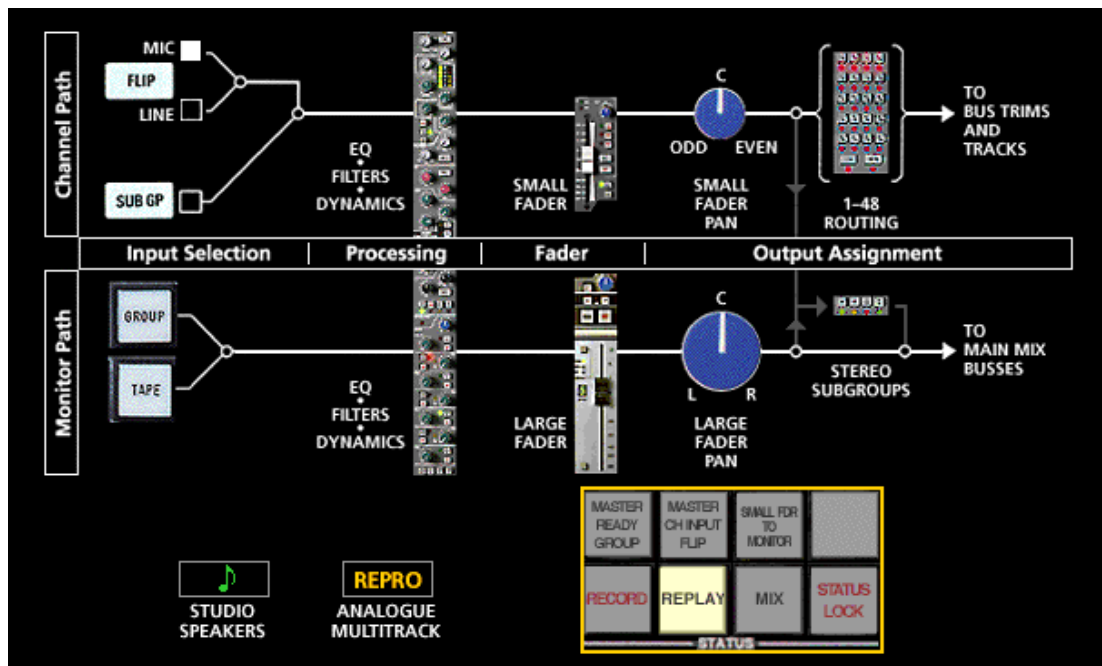 Channel Path
MIC
FLIP
LINE
SUB GP
EQ
•
FILTERS
•
DYNAMICS
SMALL
FADER
C
ODD EVEN
SMALL
FADER
PAN
1–48
ROUTING
TO
BUS TRIMS
AND
TRACKS
Input Selection
Processing
Fader
Output Assignment
Monitor Path
GROUP
TAPE
EQ
•
FILTERS
•
DYNAMICS
LARGE
FADER
C
L R
LARGE
FADER
PAN
STEREO
SUBGROUPS
TO
MAIN MIX
BUSSES
STUDIO
SPEAKERS
REPRO
ANALOGUE
MULTITRACK
MASTER
READY
GROUP
MASTER
CH INPUT
FLIP
SMALL FDR
TO
MONITOR
RECORD
REPLAY
MIX
STATUS
LOCK
STATUS